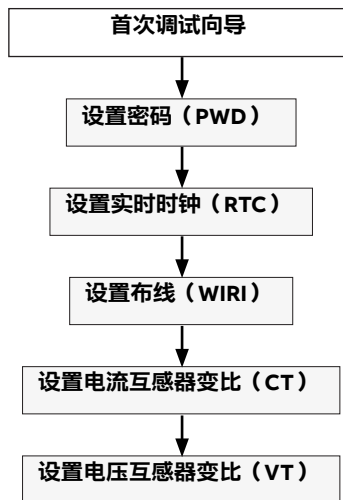 首次调试向导
设置密码（PWD）
设置实时时钟（RTC）
设置布线（WIRI）
设置电流互感器变比（CT）
设置电压互感器变比（VT）